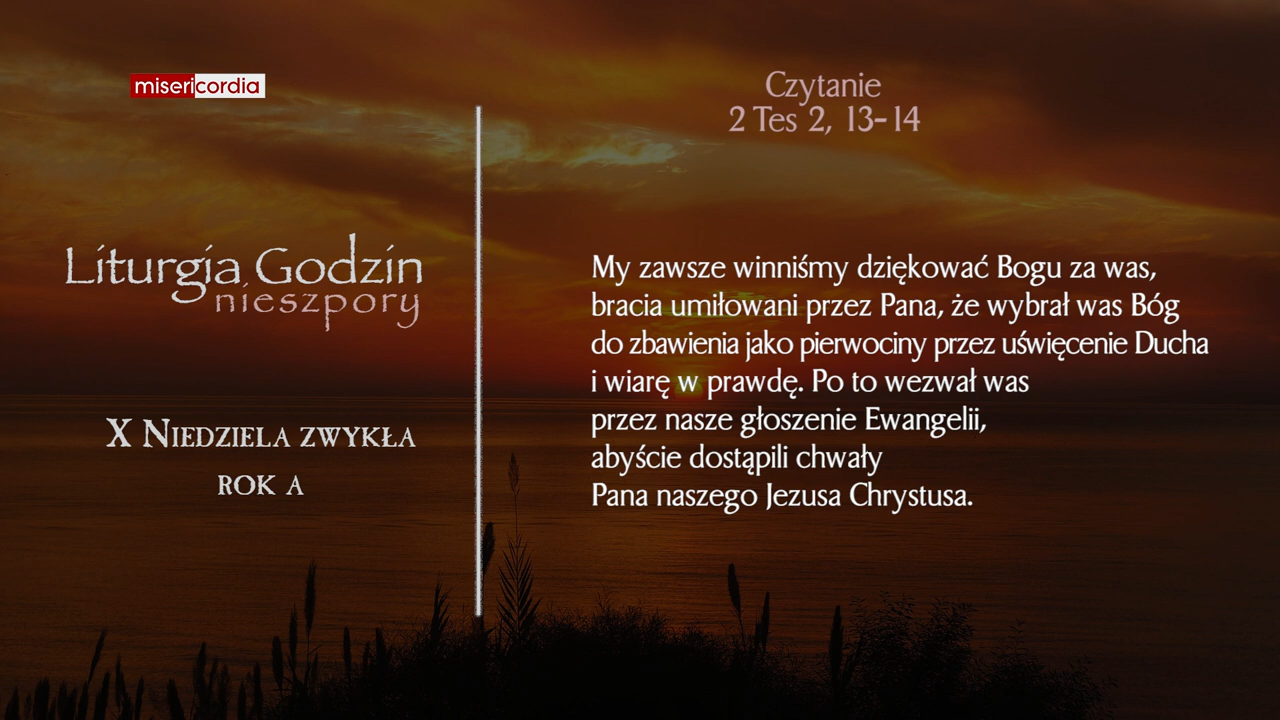 misericordia
Liturgia Godzin
nieszpory
X Niedziela zwykła
rok A
Czytanie
2 Tes 2, 13-14
My zawsze winniśmy dziękować Bogu za was,
bracia umiłowani przez Pana, że wybrał was Bóg
do zbawienia jako pierwociny przez uświęcenie Ducha
i wiarę w prawdę. Po to wezwał was
przez nasze głoszenie Ewangelii,
abyście dostąpili chwały
Pana naszego Jezusa Chrystusa.